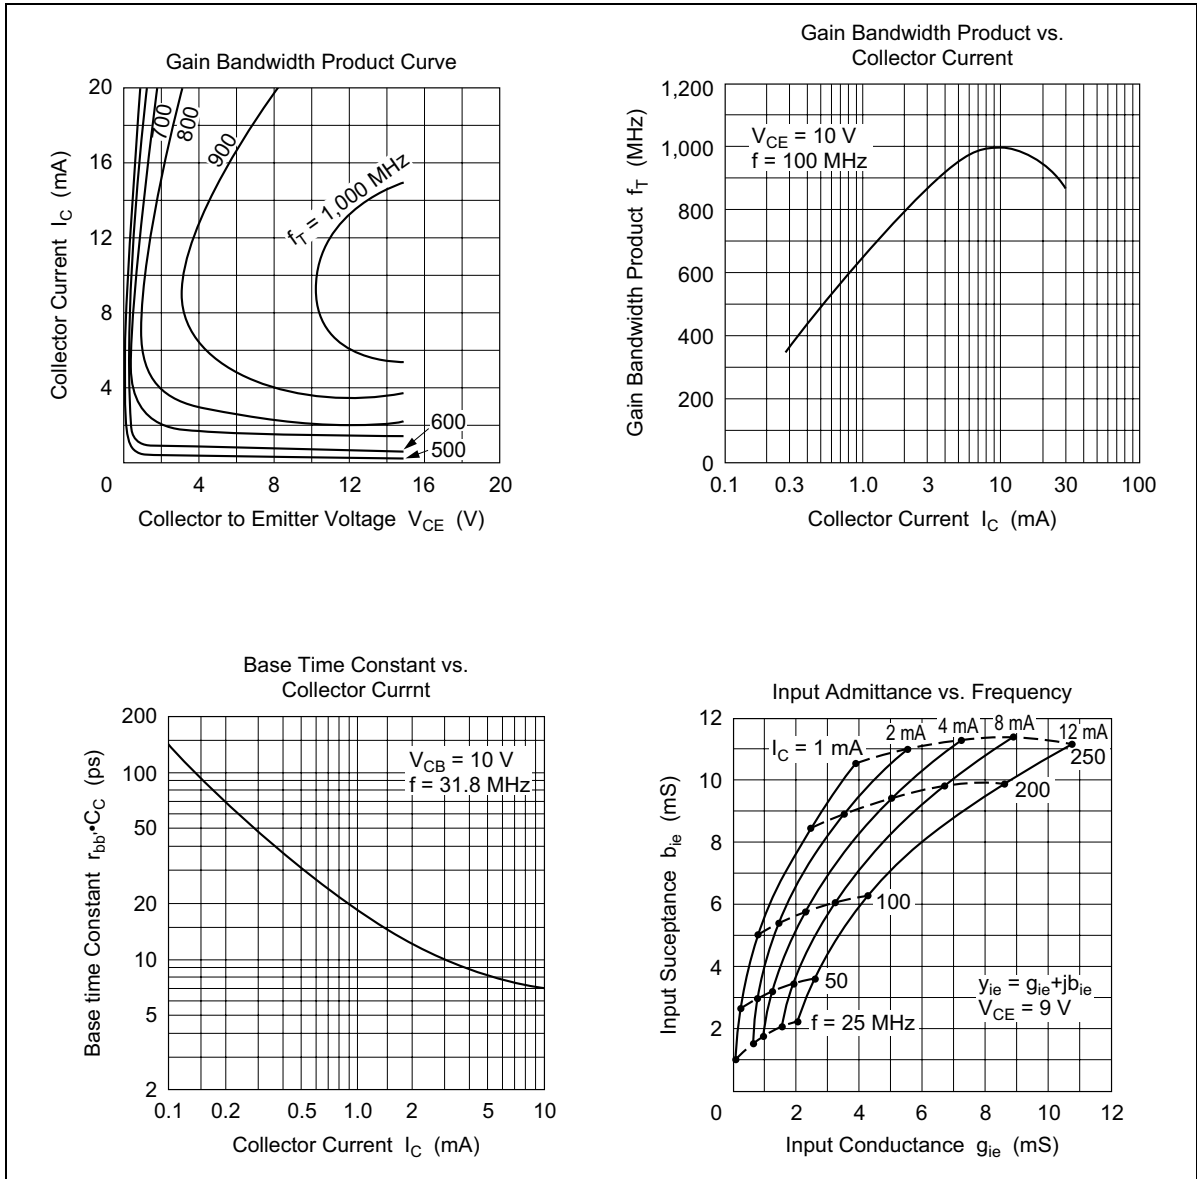 Gain Bandwidth Product Curve
20
16
12
8
4
0
4
8
12
16
20
Collector Current I_C (mA)
Collector to Emitter Voltage V_CE (V)
700
800
900
f_T = 1,000 MHz
600
500
Gain Bandwidth Product vs.
Collector Current
1,200
1,000
800
600
400
200
0
0.1
0.3
1.0
3
10
30
100
Gain Bandwidth Product f_T (MHz)
Collector Current I_C (mA)
V_CE = 10 V
f = 100 MHz
Base Time Constant vs.
Collector Currnt
200
100
50
20
10
5
2
0.1
0.2
0.5
1.0
2
5
10
Base time Constant r_bb'•C_C (ps)
Collector Current I_C (mA)
V_CB = 10 V
f = 31.8 MHz
Input Admittance vs. Frequency
12
10
8
6
4
2
0
2
4
6
8
10
12
Input Suceptance b_ie (mS)
Input Conductance g_ie (mS)
I_C = 1 mA
2 mA
4 mA
8 mA
12 mA
250
200
100
50
f = 25 MHz
y_ie = g_ie+jb_ie
V_CE = 9 V